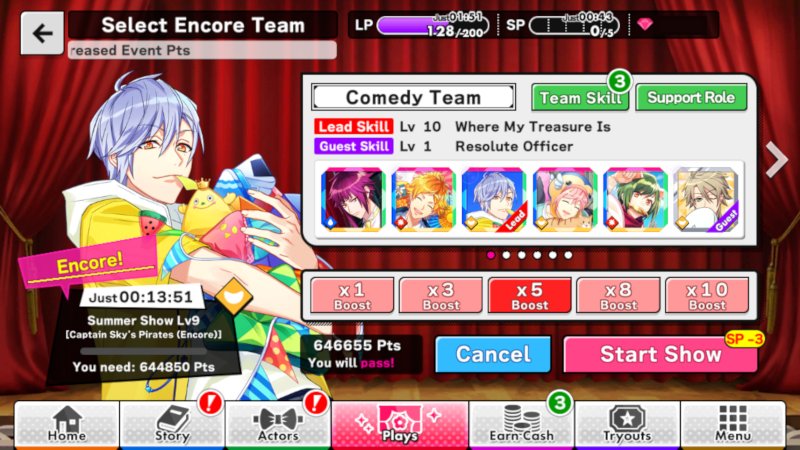 Select Encore Team
LP
Just 01:51
128/200
SP
Just 00:43
0/5
reased Event Pts
Comedy Team
Team Skill
3
Support Role
Lead Skill Lv 10 Where My Treasure Is
Guest Skill Lv 1 Resolute Officer
Lead
Guest
Encore!
Just 00:13:51
Summer Show Lv9
[Captain Sky's Pirates (Encore)]
You need: 644850 Pts
x1 Boost
x3 Boost
x5 Boost
x8 Boost
x10 Boost
646655 Pts
You will pass!
Cancel
Start Show
SP -3
Home
Story
!
Actors
!
Plays
Earn Cash
3
Tryouts
Menu